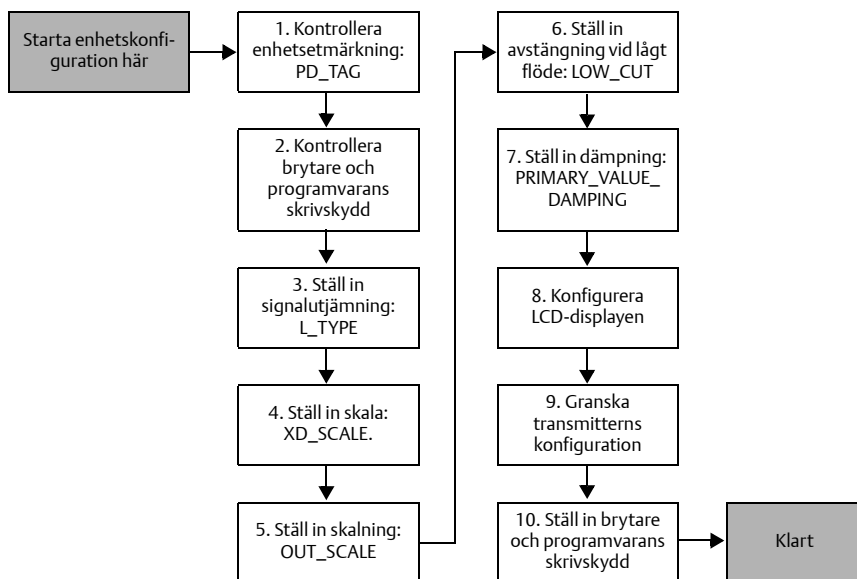 Starta enhetskonfi-
guration här
1. Kontrollera
enhetsetmärkning:
PD_TAG
2. Kontrollera
brytare och
programvarans
skrivskydd
3. Ställ in
signalutjämning:
L_TYPE
4. Ställ in skala:
XD_SCALE.
5. Ställ in skalning:
OUT_SCALE
6. Ställ in
avstängning vid lågt
flöde: LOW_CUT
7. Ställ in dämpning:
PRIMARY_VALUE_
DAMPING
8. Konfigurera
LCD-displayen
9. Granska
transmitterns
konfiguration
10. Ställ in brytare
och programvarans
skrivskydd
Klart